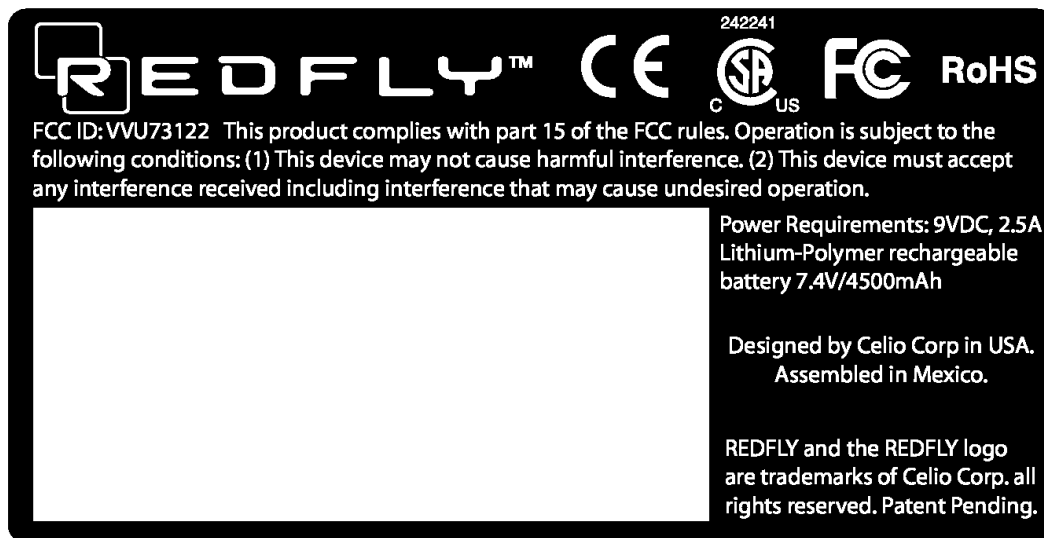 REDFLY™
CE
242241
C SA US
FC
RoHS
FCC ID: VVU73122 This product complies with part 15 of the FCC rules. Operation is subject to the
following conditions: (1) This device may not cause harmful interference. (2) This device must accept
any interference received including interference that may cause undesired operation.
Power Requirements: 9VDC, 2.5A
Lithium-Polymer rechargeable
battery 7.4V/4500mAh
Designed by Celio Corp in USA.
Assembled in Mexico.
REDFLY and the REDFLY logo
are trademarks of Celio Corp. all
rights reserved. Patent Pending.